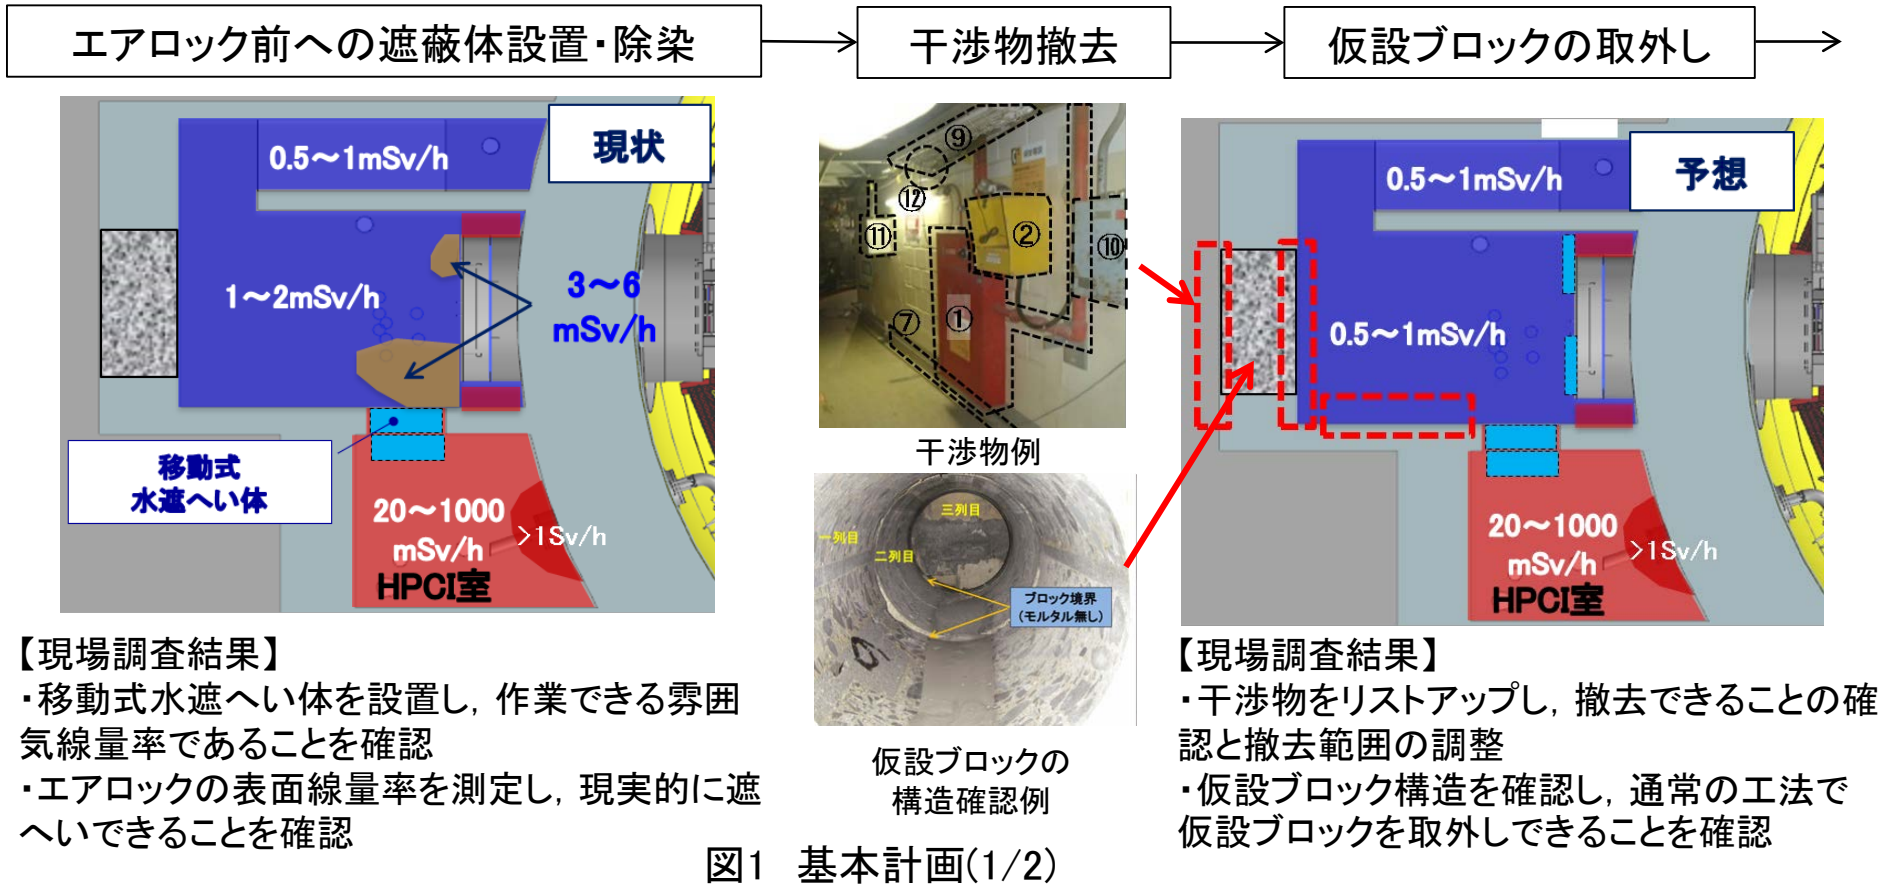 エアロック前への遮蔽体設置・除染
干渉物撤去
仮設ブロックの取外し
現状
0.5～1mSv/h
1～2mSv/h
3～6
mSv/h
移動式
水遮へい体
20～1000
mSv/h
>1Sv/h
HPCI室
⑨
⑫
⑪
②
⑩
⑦
①
干渉物例
三列目
一列目
二列目
ブロック境界
(モルタル無し)
仮設ブロックの
構造確認例
予想
0.5～1mSv/h
0.5～1mSv/h
20～1000
mSv/h
>1Sv/h
HPCI室
【現場調査結果】
・移動式水遮へい体を設置し, 作業できる雰囲
気線量率であることを確認
・エアロックの表面線量率を測定し, 現実的に遮
へいできることを確認
【現場調査結果】
・干渉物をリストアップし, 撤去できることの確
認と撤去範囲の調整
・仮設ブロック構造を確認し, 通常の工法で
仮設ブロックを取外しできることを確認
図1 基本計画(1/2)